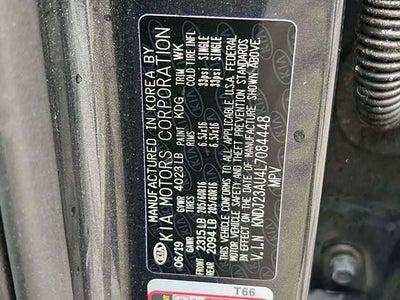 MANUFACTURED IN KOREA BY
KIA MOTORS CORPORATION
06/19 GVWR 4023LB PAINT KDG TRIM WK
GAWR TIRES RIMS COLD TIRE INFL
FRONT 2315LB 205/60R16 6.5Jx16 33psi SINGLE
REAR 2094LB 205/60R16 6.5Jx16 33psi SINGLE
THIS VEHICLE CONFORMS TO ALL APPLICABLE U.S.A. FEDERAL
MOTOR VEHICLE SAFETY AND THEFT PREVENTION STANDARDS
IN EFFECT ON THE DATE OF MANUFACTURE SHOWN ABOVE.
V.I.N KNDJ23AU4L7084448
MPV
KIA
T66